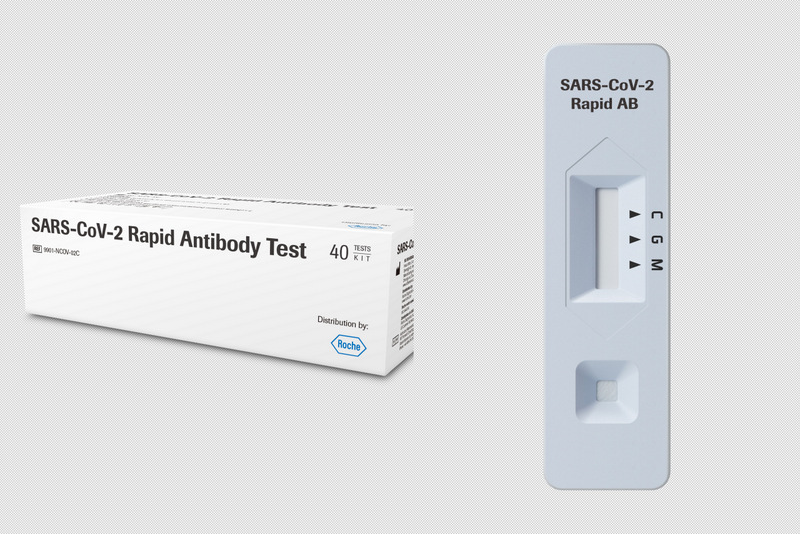 SARS-CoV-2 Rapid Antibody Test
REF 9901-NCOV-02C
40 TESTS
KIT
Distribution by:
Roche
SARS-CoV-2
Rapid AB
C
G
M